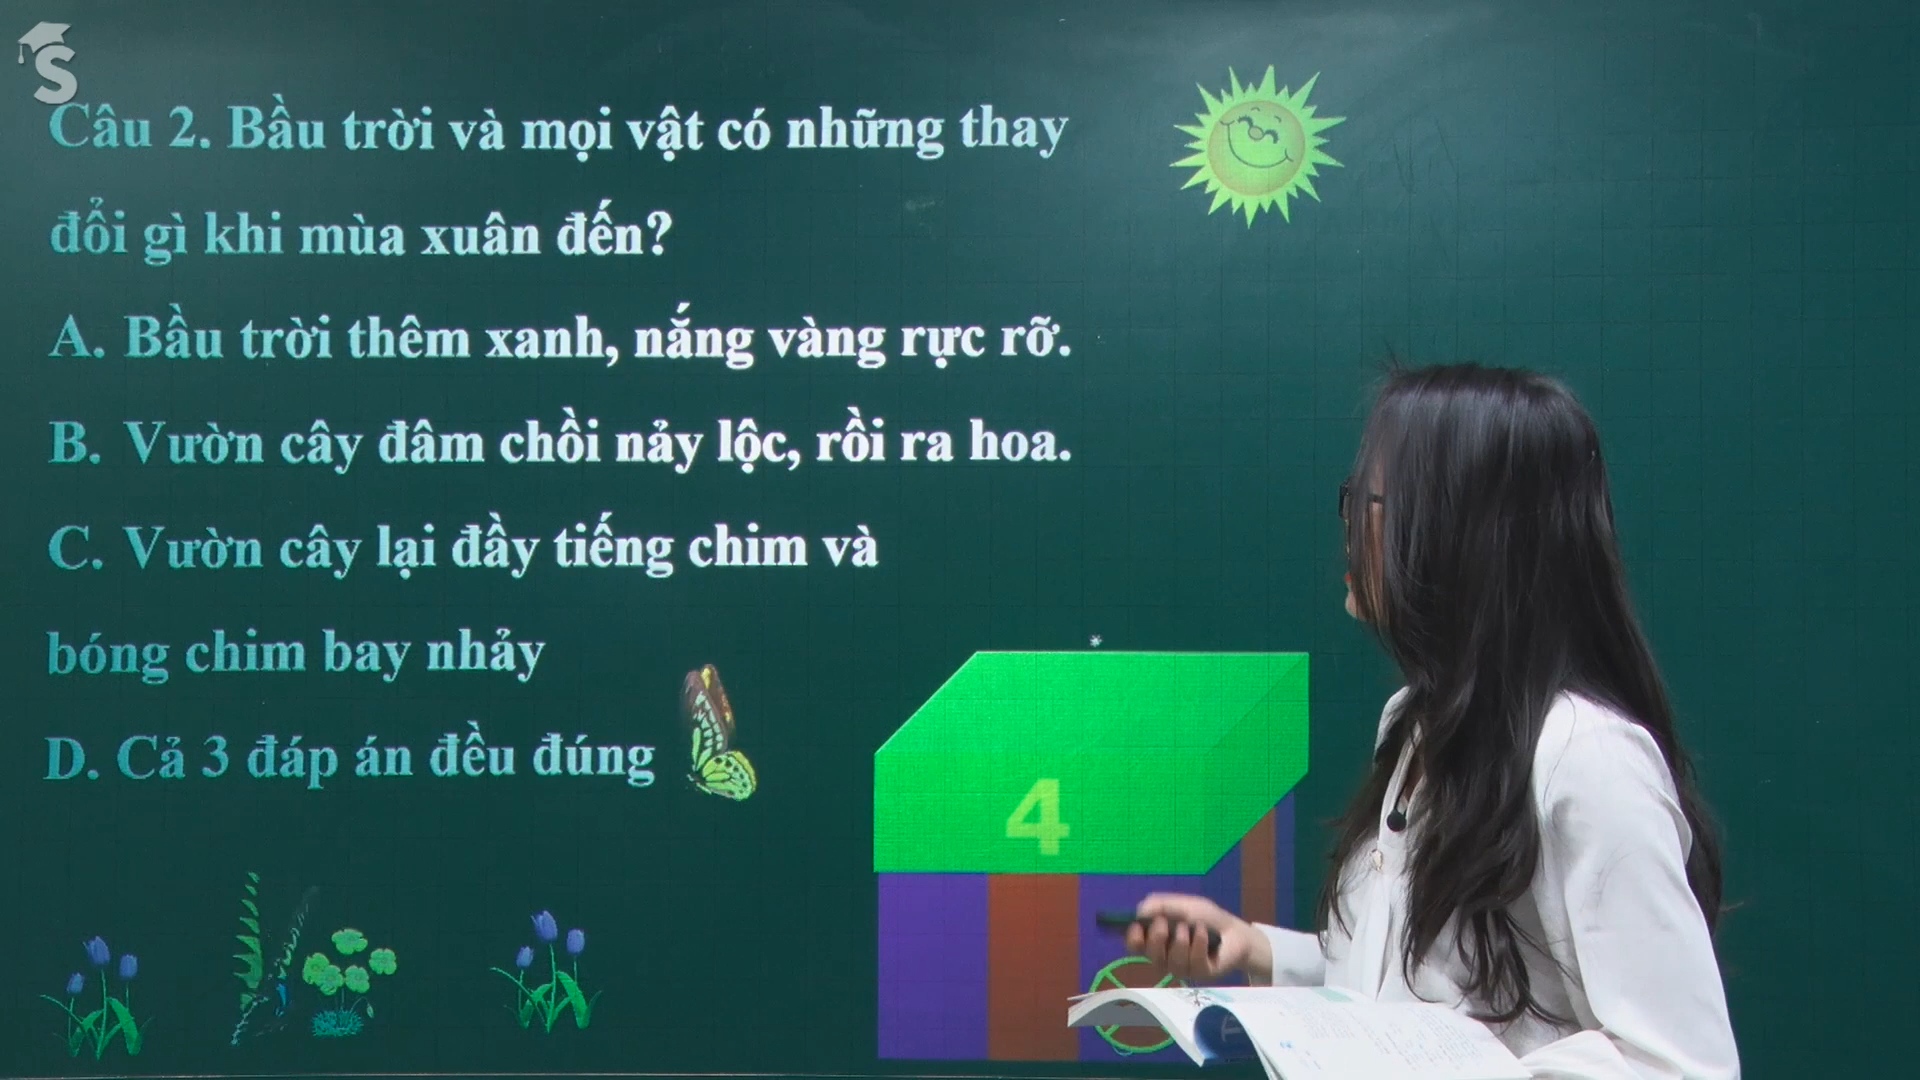 S
Câu 2. Bầu trời và mọi vật có những thay
đổi gì khi mùa xuân đến?
A. Bầu trời thêm xanh, nắng vàng rực rỡ.
B. Vườn cây đâm chồi nảy lộc, rồi ra hoa.
C. Vườn cây lại đầy tiếng chim và
bóng chim bay nhảy
D. Cả 3 đáp án đều đúng
4